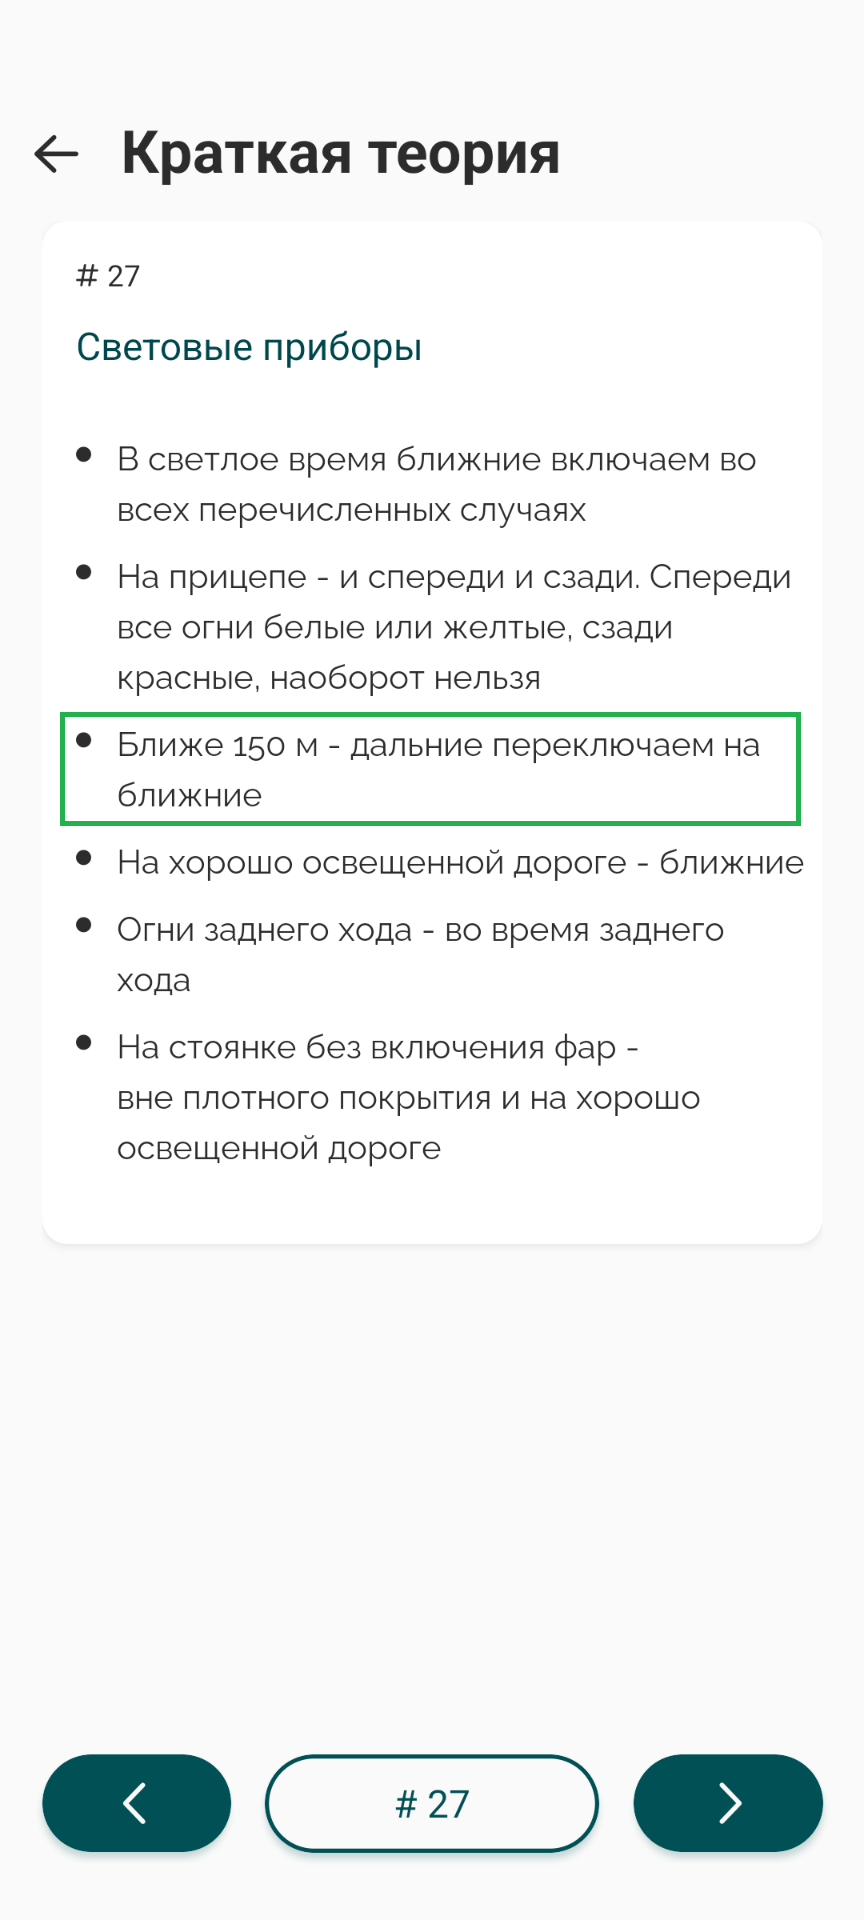 Краткая теория
# 27
Световые приборы
В светлое время ближние включаем во
всех перечисленных случаях
На прицепе - и спереди и сзади. Спереди
все огни белые или желтые, сзади
красные, наоборот нельзя
Ближе 150 м - дальние переключаем на
ближние
На хорошо освещенной дороге - ближние
Огни заднего хода - во время заднего
хода
На стоянке без включения фар -
вне плотного покрытия и на хорошо
освещенной дороге
# 27